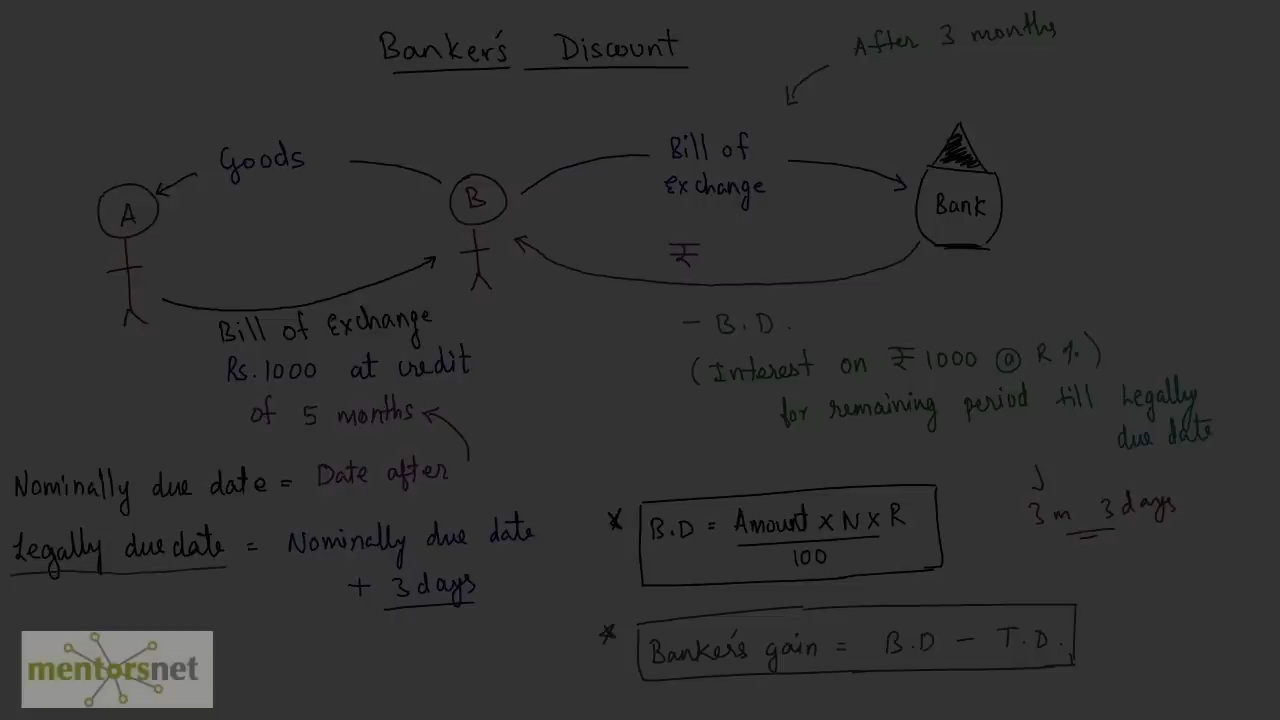 Banker's Discount
After 3 months
Goods
Bill of
Exchange
A
B
Bank
₹
Bill of Exchange
Rs.1000 at credit
of 5 months
- B.D.
(Interest on ₹ 1000 @ R %)
for remaining period till Legally
due date
3 m 3 days
Nominally due date = Date after
Legally due date = Nominally due date
+ 3 days
* B.D = Amount x N x R
100
* Banker's gain = B.D - T.D.
mentorsnet